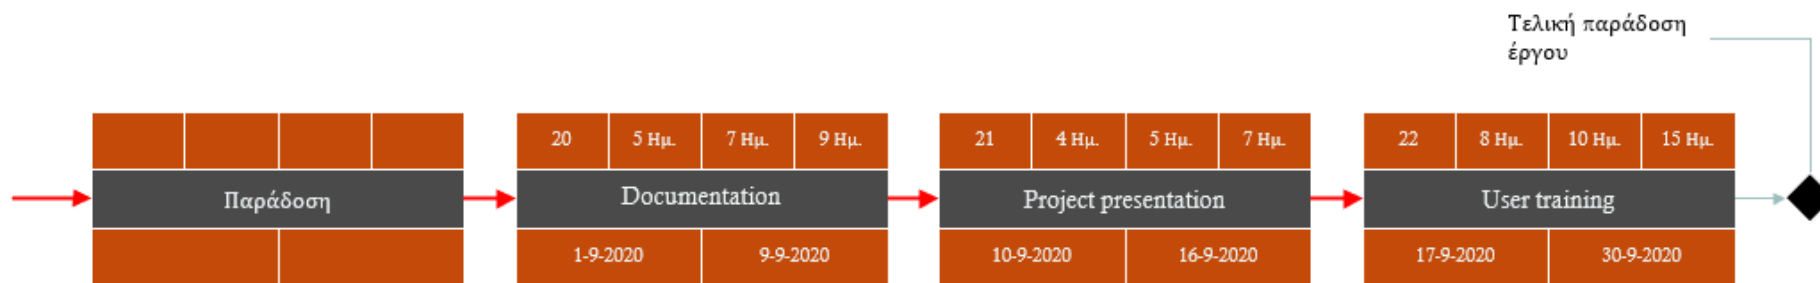 Τελική παράδοση
έργου
20 5 Ημ. 7 Ημ. 9 Ημ.
21 4 Ημ. 5 Ημ. 7 Ημ.
22 8 Ημ. 10 Ημ. 15 Ημ.
Παράδοση
Documentation
Project presentation
User training
1-9-2020 9-9-2020
10-9-2020 16-9-2020
17-9-2020 30-9-2020